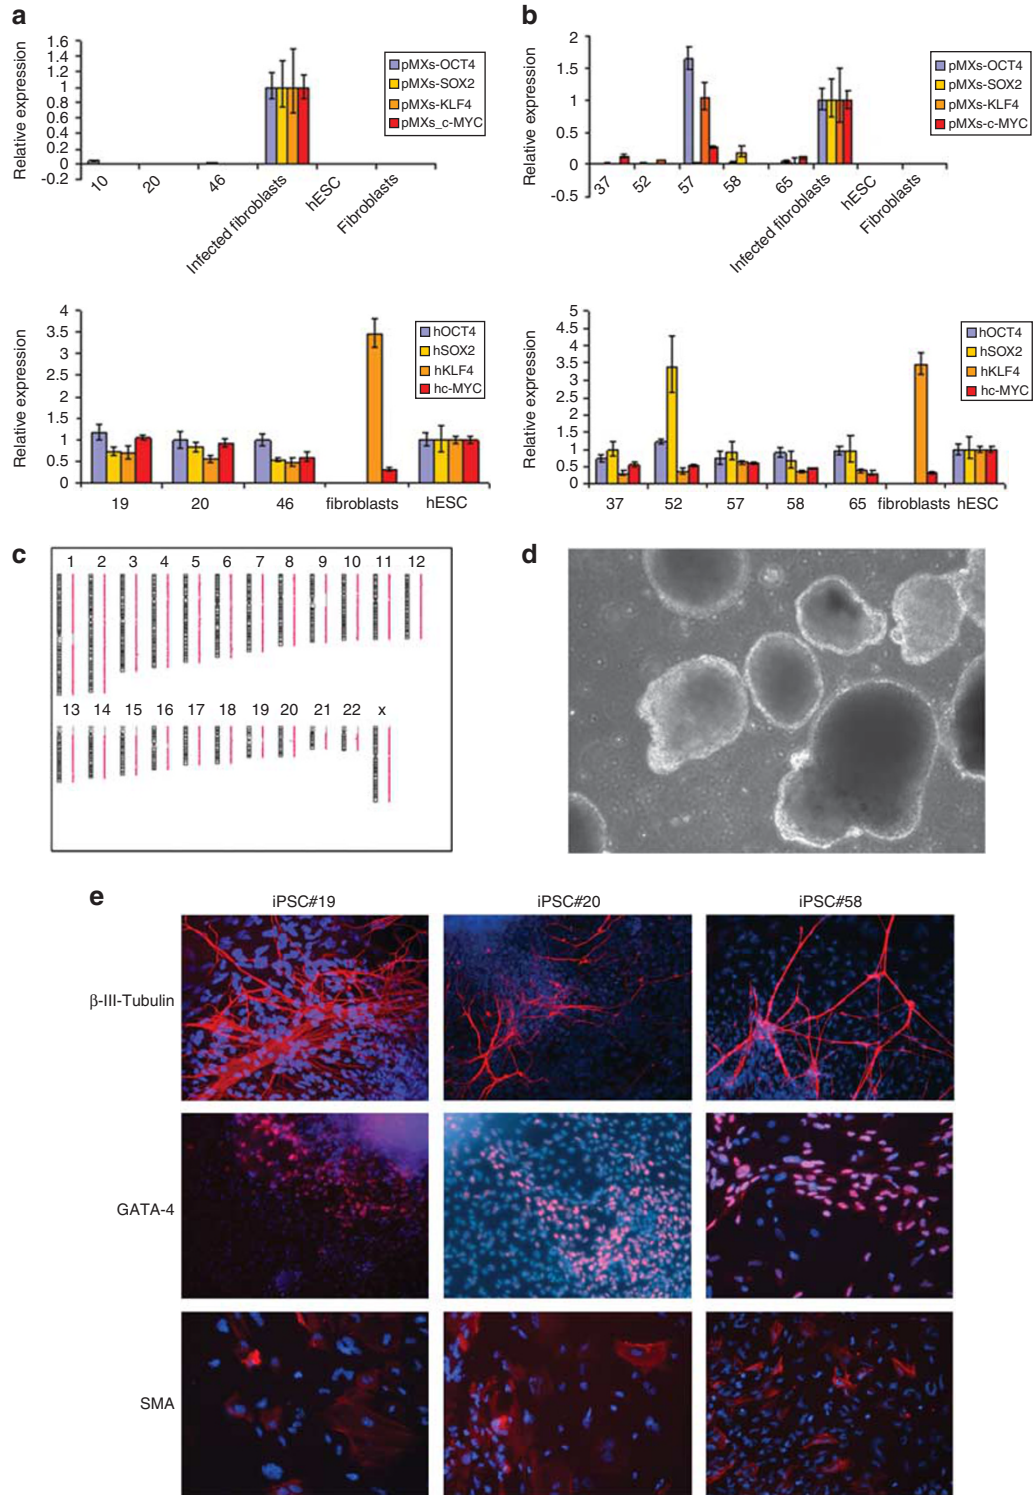 a
Relative expression
1.6
1.4
1.2
1
0.8
0.6
0.4
0.2
0
-0.2
10
20
46
Infected fibroblasts
hESC
Fibroblasts
pMXs-OCT4
pMXs-SOX2
pMXs-KLF4
pMXs_c-MYC
b
Relative expression
2
1.5
1
0.5
0
-0.5
37
52
57
58
65
Infected fibroblasts
hESC
Fibroblasts
pMXs-OCT4
pMXs-SOX2
pMXs-KLF4
pMXs-c-MYC
Relative expression
4
3.5
3
2.5
2
1.5
1
0.5
0
19
20
46
fibroblasts
hESC
hOCT4
hSOX2
hKLF4
hc-MYC
Relative expression
5
4.5
4
3.5
3
2.5
2
1.5
1
0.5
0
37
52
57
58
65
fibroblasts
hESC
hOCT4
hSOX2
hKLF4
hc-MYC
c
1 2 3 4 5 6 7 8 9 10 11 12
13 14 15 16 17 18 19 20 21 22 x
d
e
iPSC#19 iPSC#20 iPSC#58
β-III-Tubulin
GATA-4
SMA